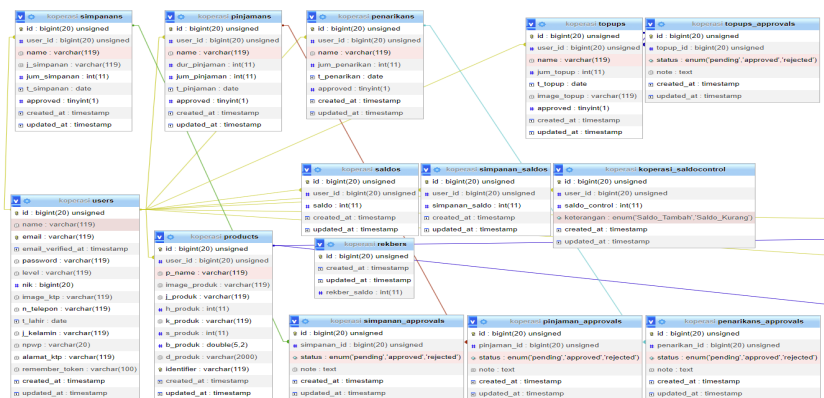 koperasi simpanans
id : bigint(20) unsigned
user_id : bigint(20) unsigned
name : varchar(119)
j_simpanan : varchar(119)
jum_simpanan : int(11)
t_simpanan : date
approved : tinyint(1)
created_at : timestamp
updated_at : timestamp
koperasi pinjamans
id : bigint(20) unsigned
user_id : bigint(20) unsigned
name : varchar(119)
dur_pinjaman : int(11)
jum_pinjaman : int(11)
t_pinjaman : date
approved : tinyint(1)
created_at : timestamp
updated_at : timestamp
koperasi penarikans
id : bigint(20) unsigned
user_id : bigint(20) unsigned
name : varchar(119)
jum_penarikan : int(11)
t_penarikan : date
approved : tinyint(1)
created_at : timestamp
updated_at : timestamp
koperasi topups
id : bigint(20) unsigned
user_id : bigint(20) unsigned
name : varchar(119)
jum_topup : int(11)
t_topup : date
image_topup : varchar(119)
approved : tinyint(1)
created_at : timestamp
updated_at : timestamp
koperasi topups_approvals
id : bigint(20) unsigned
topup_id : bigint(20) unsigned
status : enum('pending','approved','rejected')
note : text
created_at : timestamp
updated_at : timestamp
koperasi saldos
id : bigint(20) unsigned
user_id : bigint(20) unsigned
saldo : int(11)
created_at : timestamp
updated_at : timestamp
koperasi simpanan_saldos
id : bigint(20) unsigned
user_id : bigint(20) unsigned
simpanan_saldo : int(11)
created_at : timestamp
updated_at : timestamp
koperasi koperasi_saldocontrol
id : bigint(20) unsigned
user_id : bigint(20) unsigned
saldo_control : int(11)
keterangan : enum('Saldo_Tambah','Saldo_Kurang')
created_at : timestamp
updated_at : timestamp
koperasi users
id : bigint(20) unsigned
name : varchar(119)
email : varchar(119)
email_verified_at : timestamp
password : varchar(119)
level : varchar(119)
nik : bigint(20)
image_ktp : varchar(119)
n_telepon : varchar(119)
t_lahir : date
j_kelamin : varchar(119)
npwp : varchar(20)
alamat_ktp : varchar(119)
remember_token : varchar(100)
created_at : timestamp
updated_at : timestamp
koperasi products
id : bigint(20) unsigned
user_id : bigint(20) unsigned
p_name : varchar(119)
image_produk : varchar(119)
j_produk : varchar(119)
h_produk : int(11)
k_produk : varchar(119)
s_produk : int(11)
b_produk : double(5,2)
d_produk : varchar(2000)
identifier : varchar(119)
created_at : timestamp
updated_at : timestamp
koperasi rekbers
id : bigint(20) unsigned
created_at : timestamp
updated_at : timestamp
rekber_saldo : int(11)
koperasi simpanan_approvals
id : bigint(20) unsigned
simpanan_id : bigint(20) unsigned
status : enum('pending','approved','rejected')
note : text
created_at : timestamp
updated_at : timestamp
koperasi pinjaman_approvals
id : bigint(20) unsigned
pinjaman_id : bigint(20) unsigned
status : enum('pending','approved','rejected')
note : text
created_at : timestamp
updated_at : timestamp
koperasi penarikans_approvals
id : bigint(20) unsigned
penarikan_id : bigint(20) unsigned
status : enum('pending','approved','rejected')
note : text
created_at : timestamp
updated_at : timestamp